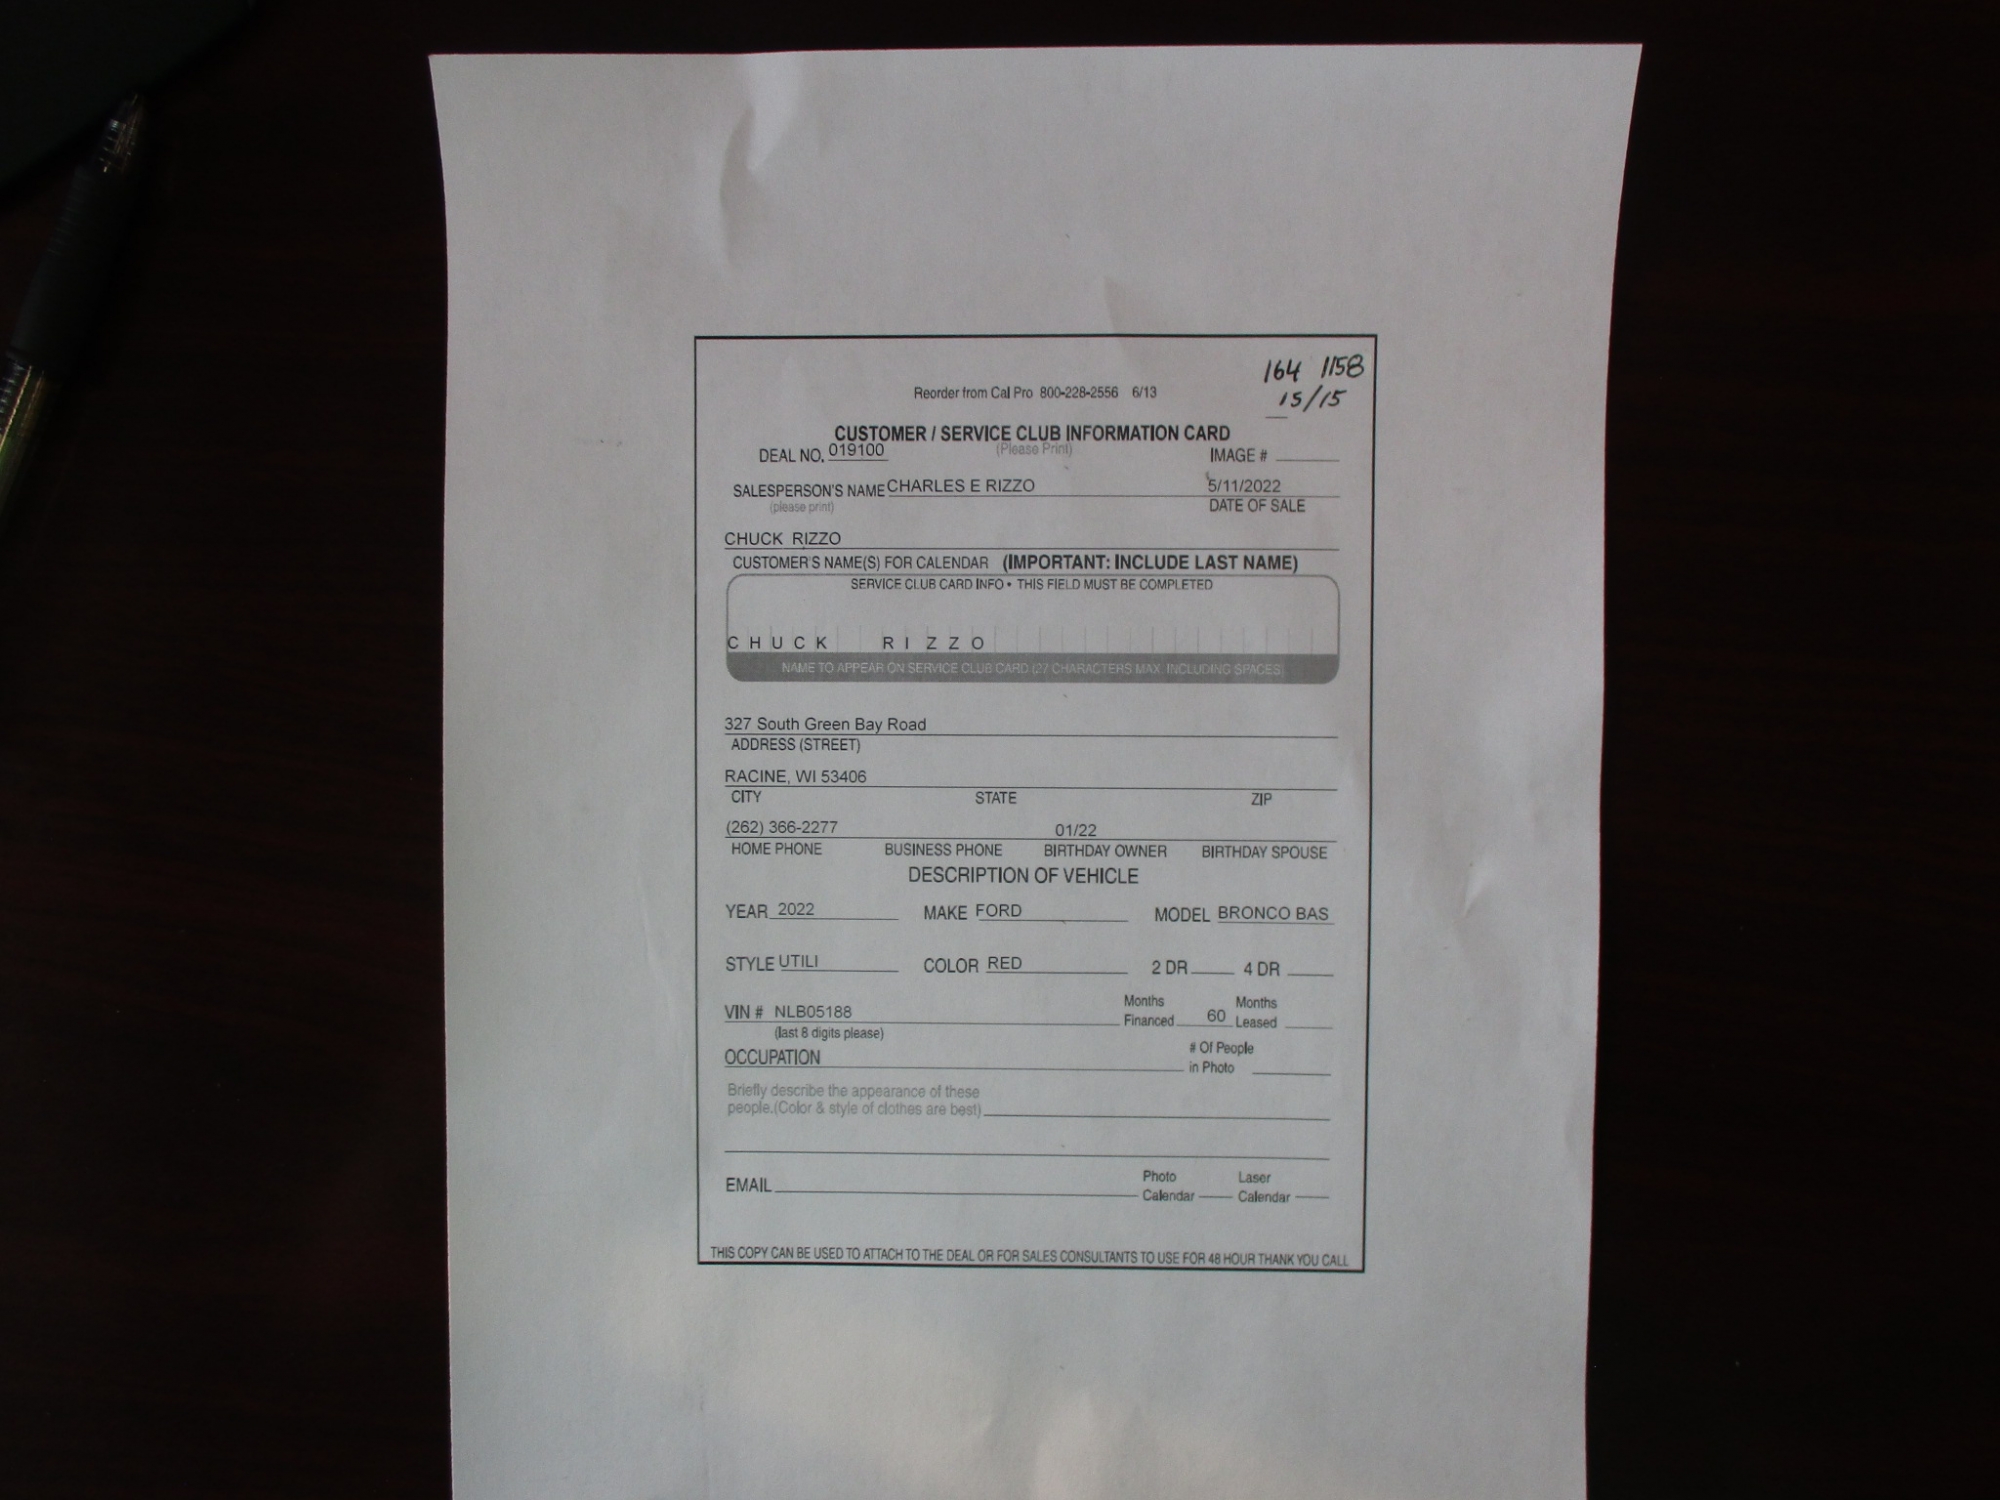 164 1158
15/15
Reorder from Cal Pro 800-228-2556 6/13
CUSTOMER / SERVICE CLUB INFORMATION CARD
(Please Print)
DEAL NO. 019100 IMAGE #
SALESPERSON'S NAME CHARLES E RIZZO 5/11/2022
(please print) DATE OF SALE
CHUCK RIZZO
CUSTOMER'S NAME(S) FOR CALENDAR (IMPORTANT: INCLUDE LAST NAME)
SERVICE CLUB CARD INFO • THIS FIELD MUST BE COMPLETED
CHUCK RIZZO
NAME TO APPEAR ON SERVICE CLUB CARD (27 CHARACTERS MAX. INCLUDING SPACES)
327 South Green Bay Road
ADDRESS (STREET)
RACINE, WI 53406
CITY STATE ZIP
(262) 366-2277 01/22
HOME PHONE BUSINESS PHONE BIRTHDAY OWNER BIRTHDAY SPOUSE
DESCRIPTION OF VEHICLE
YEAR 2022 MAKE FORD MODEL BRONCO BAS
STYLE UTILI COLOR RED 2 DR 4 DR
VIN # NLB05188 Months Financed 60 Months Leased
(last 8 digits please)
OCCUPATION # Of People in Photo
Briefly describe the appearance of these
people.(Color & style of clothes are best)
EMAIL Photo Calendar Laser Calendar
THIS COPY CAN BE USED TO ATTACH TO THE DEAL OR FOR SALES CONSULTANTS TO USE FOR 48 HOUR THANK YOU CALL